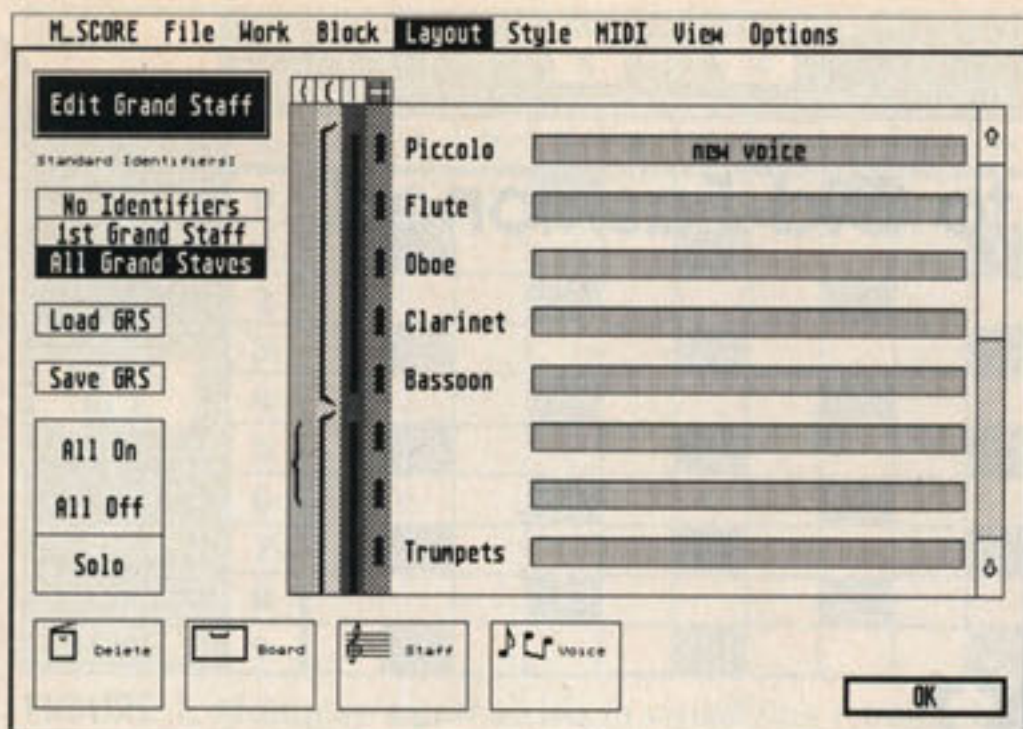 M_SCORE File Work Block Layout Style MIDI View Options
Edit Grand Staff
Standard Identifiers:
No Identifiers
1st Grand Staff
All Grand Staves
Load GRS
Save GRS
All On
All Off
Solo
Piccolo
new voice
Flute
Oboe
Clarinet
Bassoon
Trumpets
Delete
Board
Staff
Voice
OK